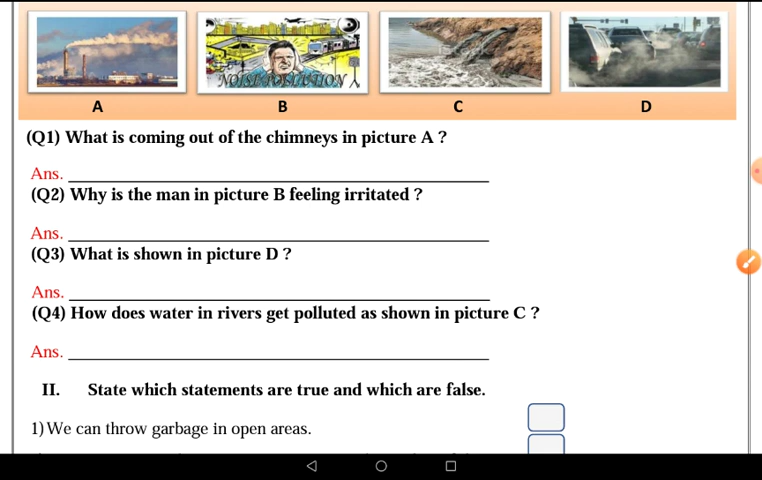 NOISE POLLUTION
A B C D
(Q1) What is coming out of the chimneys in picture A ?
Ans.
(Q2) Why is the man in picture B feeling irritated ?
Ans.
(Q3) What is shown in picture D ?
Ans.
(Q4) How does water in rivers get polluted as shown in picture C ?
Ans.
II. State which statements are true and which are false.
1) We can throw garbage in open areas.